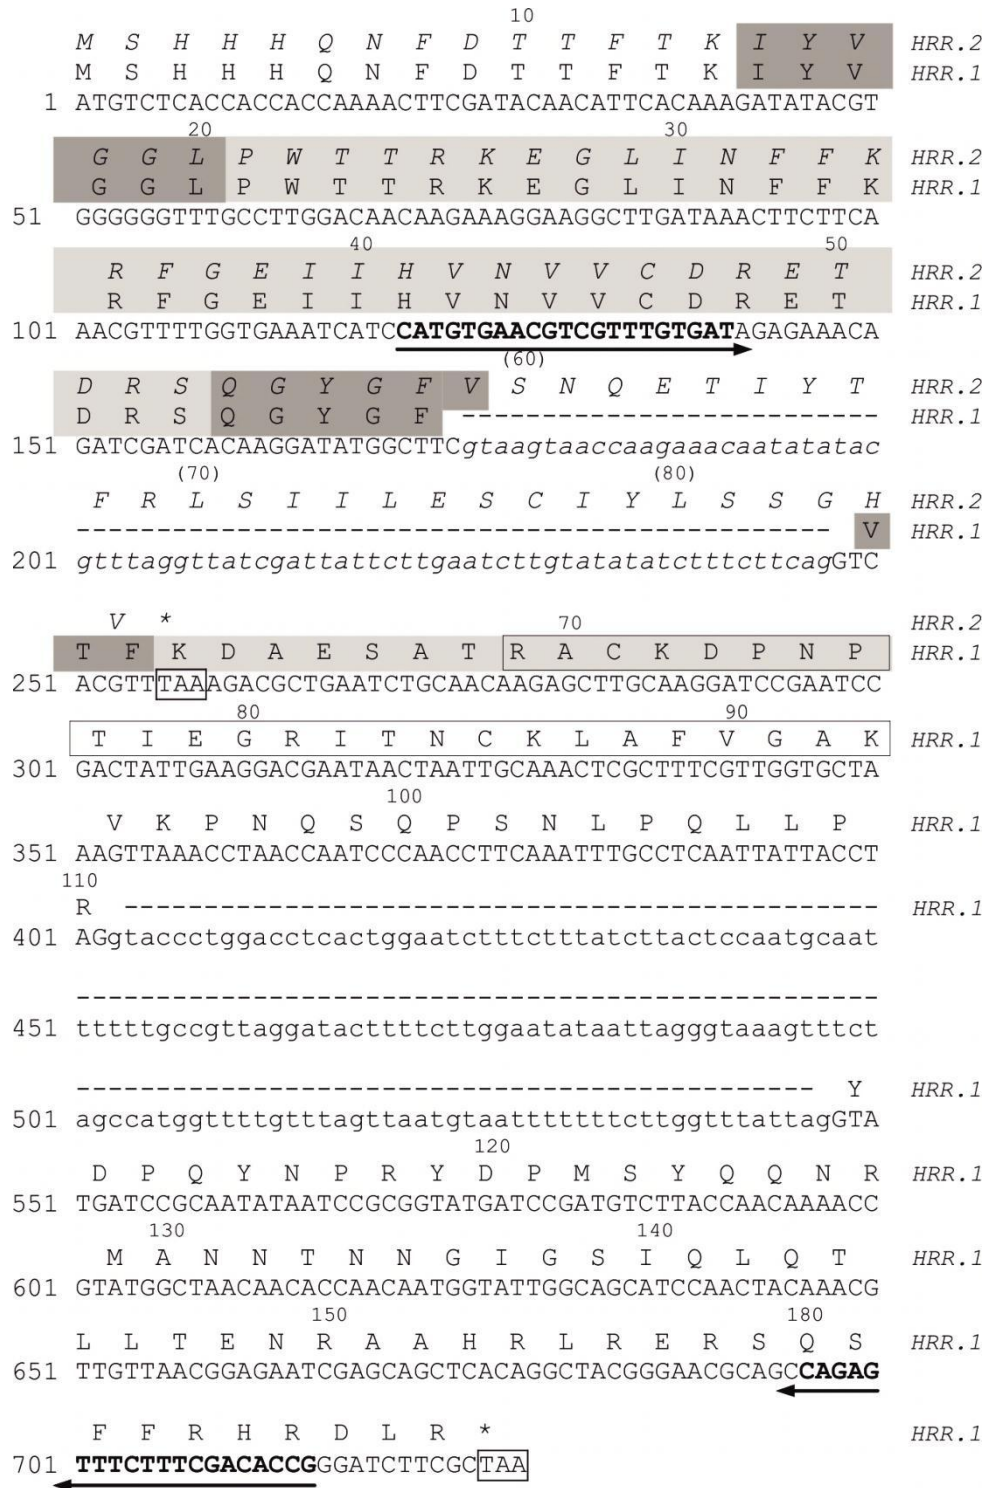 10
M S H H H Q N F D T T F T K I Y V HRR.2
M S H H H Q N F D T T F T K I Y V HRR.1
1 ATGTCTCACCACCACCAAAACTTCGATACAACATTCACAAAGATATACGT
20 30
G G L P W T T R K E G L I N F F K HRR.2
G G L P W T T R K E G L I N F F K HRR.1
51 GGGGGGTTTGCCTTGGACAACAAGAAAGGAAGGCTTGATAAACTTCTTCA
40 50
R F G E I I H V N V V C D R E T HRR.2
R F G E I I H V N V V C D R E T HRR.1
101 AACGTTTTGGTGAAATCATCCATGTGAACGTCGTTTGTGATAGAGAAACA
(60)
D R S Q G Y G F V S N Q E T I Y T HRR.2
D R S Q G Y G F ---------------------------- HRR.1
151 GATCGATCACAAGGATATGGCTTCgtaagtaaccaagaaacaatatatac
(70) (80)
F R L S I I L E S C I Y L S S G H HRR.2
----------------------------------------------- V HRR.1
201 gtttaggttatcgattattcttgaatcttgtatatatctttcttcagGTC
V * HRR.2
70
T F K D A E S A T R A C K D P N P HRR.1
251 ACGTTTAAAGACGCTGAATCTGCAACAAGAGCTTGCAAGGATCCGAATCC
80 90
T I E G R I T N C K L A F V G A K HRR.1
301 GACTATTGAAGGACGAATAACTAATTGCAAACTCGCTTTCGTTGGTGCTA
100
V K P N Q S Q P S N L P Q L L P HRR.1
351 AAGTTAAACCTAACCAATCCCAACCTTCAAATTTGCCTCAATTATTACCT
110
R ----------------------------------------------- HRR.1
401 AGgtaccctggacctcactggaatctttctttatcttactccaatgcaat
--------------------------------------------------
451 tttttgccgttaggatacttttcttggaatataattagggtaaagtttct
---------------------------------------------- Y HRR.1
501 agccatggttttgtttagttaatgtaatttttttcttggtttattagGTA
120
D P Q Y N P R Y D P M S Y Q Q N R HRR.1
551 TGATCCGCAATATAATCCGCGGTATGATCCGATGTCTTACCAACAAAACC
130 140
M A N N T N N G I G S I Q L Q T HRR.1
601 GTATGGCTAACAACACCAACAATGGTATTGGCAGCATCCAACTACAAACG
150 180
L L T E N R A A H R L R E R S Q S HRR.1
651 TTGTTAACGGAGAATCGAGCAGCTCACAGGCTACGGGAACGCAGCCAGAG
F F R H R D L R * HRR.1
701 TTTCTTTCGACACCGGGATCTTCGCTAA